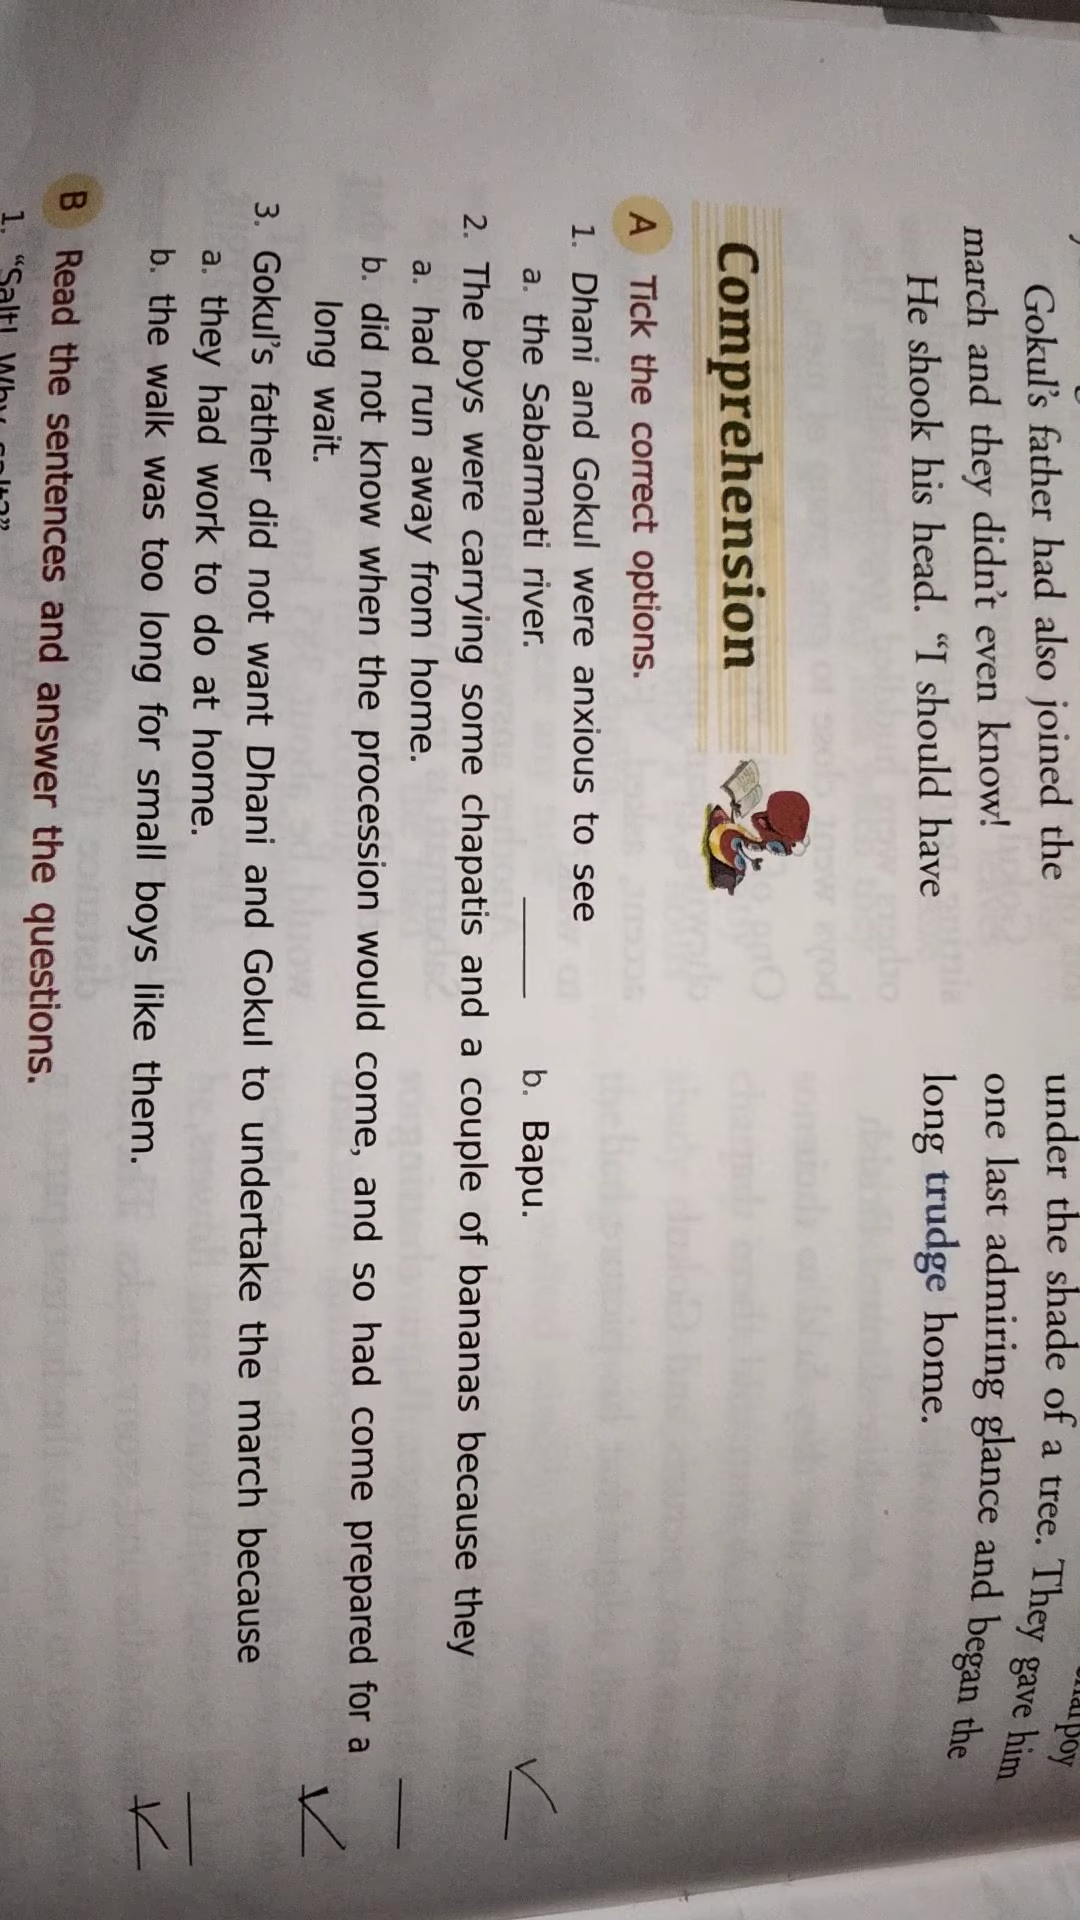 Gokul's father had also joined the
march and they didn't even know!
He shook his head. "I should have
under the shade of a tree. They gave him
one last admiring glance and began the
long trudge home.
Comprehension
A Tick the correct options.
1. Dhani and Gokul were anxious to see
a. the Sabarmati river. b. Bapu.
2. The boys were carrying some chapatis and a couple of bananas because they
a. had run away from home.
b. did not know when the procession would come, and so had come prepared for a
long wait.
3. Gokul's father did not want Dhani and Gokul to undertake the march because
a. they had work to do at home.
b. the walk was too long for small boys like them.
B Read the sentences and answer the questions.
1. "Salt! Why salt?"